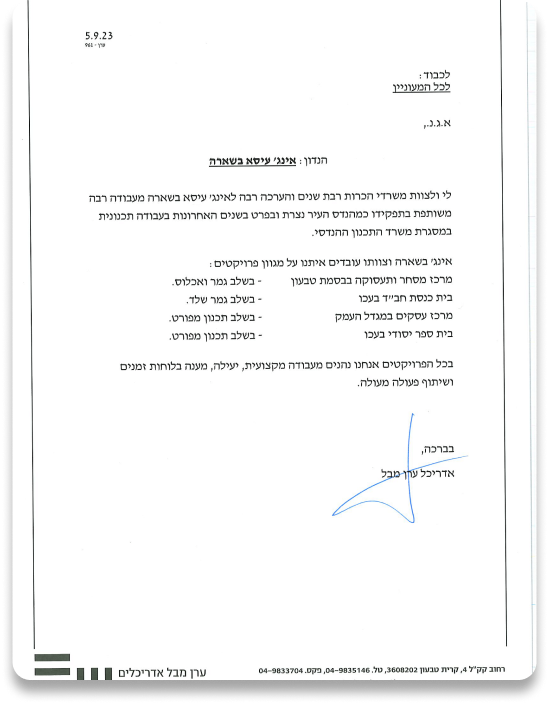 5.9.23
ערן - 961
לכבוד:
לכל המעוניין
א.ג.נ.,
הנדון: אינג׳ עיסא בשארה
לי ולצוות משרדי הכרות רבת שנים והערכה רבה לאינג׳ עיסא בשארה מעבודה רבה
משותפת בתפקידו כמהנדס העיר נצרת ובפרט בשנים האחרונות בעבודה תכנונית
במסגרת משרד התכנון ההנדסי.
אינג׳ בשארה וצוותו עובדים איתנו על מגוון פרויקטים:
מרכז מסחר ותעסוקה בבסמת טבעון - בשלב גמר ואכלוס.
בית כנסת חב״ד בעכו - בשלב גמר שלד.
מרכז עסקים במגדל העמק - בשלב תכנון מפורט.
בית ספר יסודי בעכו - בשלב תכנון מפורט.
בכל הפרויקטים אנחנו נהנים מעבודה מקצועית, יעילה, מענה בלוחות זמנים
ושיתוף פעולה מעולה.
בברכה,
אדריכל ערן מבל
רחוב קק"ל 4, קרית טבעון 3608202, טל. 04-9835146, פקס. 04-9833704
ערן מבל אדריכלים